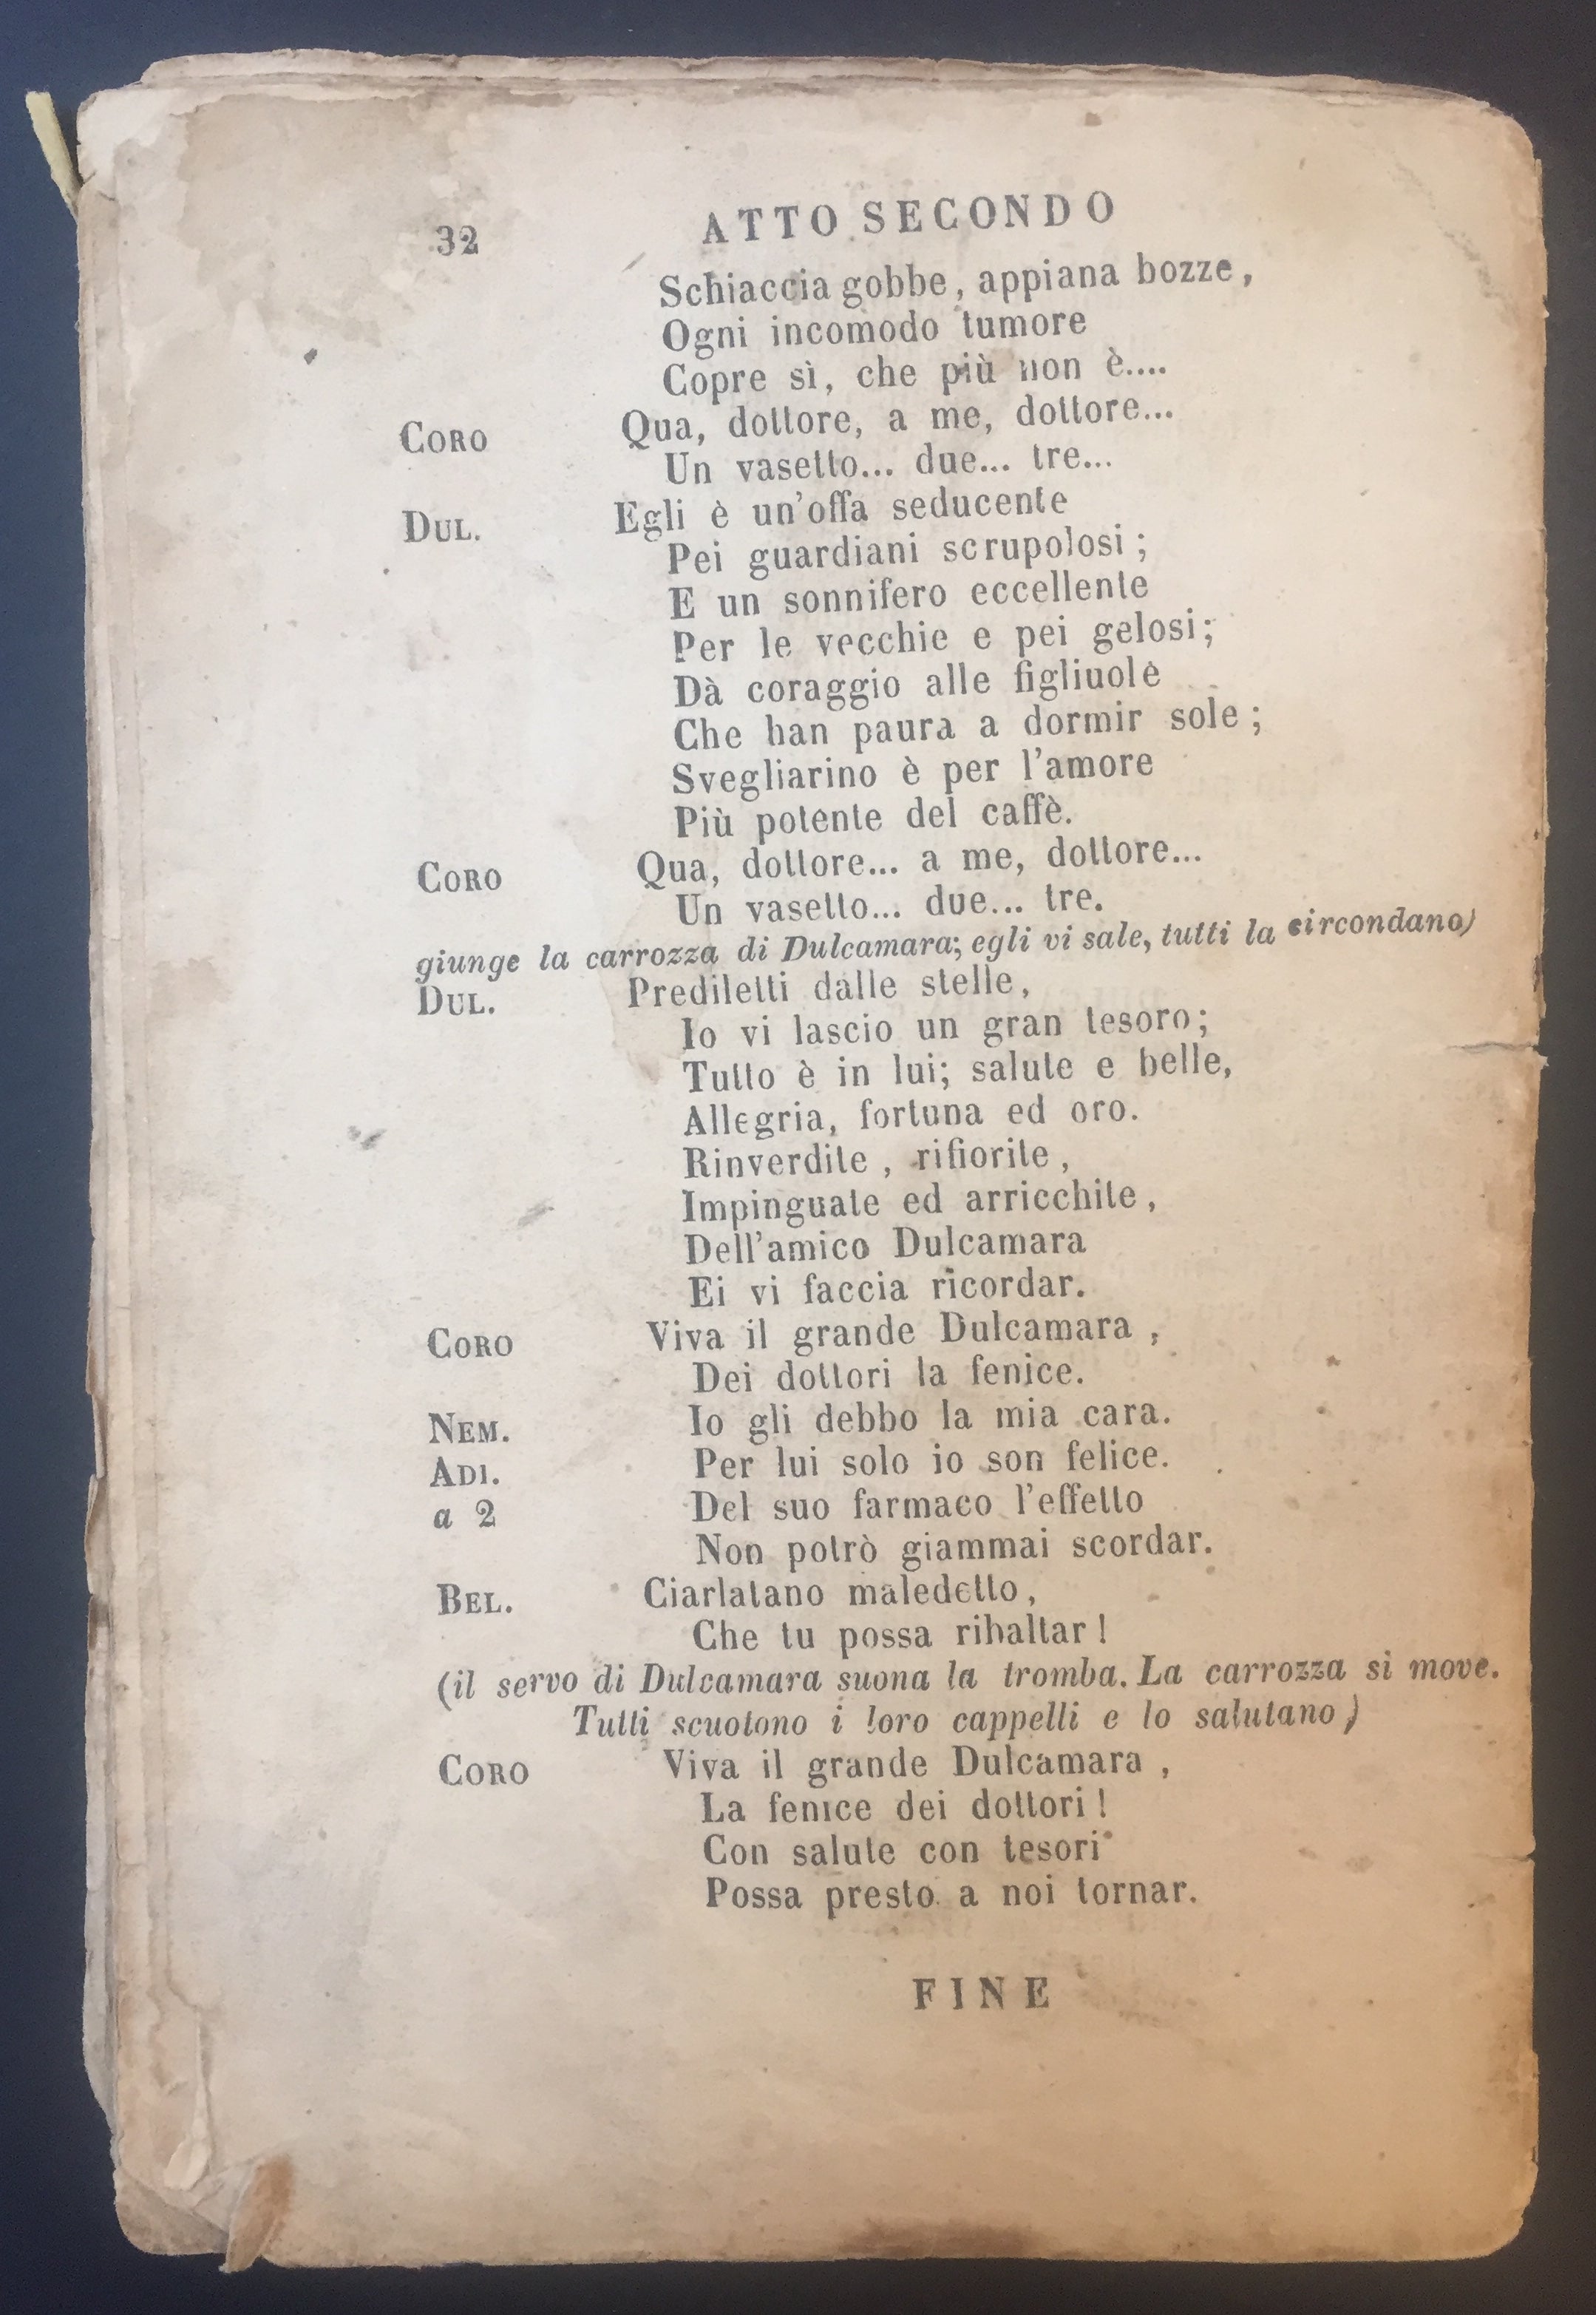 32 ATTO SECONDO
Schiaccia gobbe, appiana bozze,
Ogni incomodo tumore
Copre sì, che più non è....
CORO Qua, dottore, a me, dottore...
Un vasetto... due... tre...
DUL. Egli è un'offa seducente
Pei guardiani scrupolosi;
E un sonnifero eccellente
Per le vecchie e pei gelosi;
Dà coraggio alle figliuole
Che han paura a dormir sole;
Svegliarino è per l'amore
Più potente del caffè.
CORO Qua, dottore... a me, dottore...
Un vasetto... due... tre.
giunge la carrozza di Dulcamara; egli vi sale, tutti la circondano)
DUL. Prediletti dalle stelle,
Io vi lascio un gran tesoro;
Tutto è in lui; salute e belle,
Allegria, fortuna ed oro.
Rinverdite, rifiorite,
Impinguate ed arricchite,
Dell'amico Dulcamara
Ei vi faccia ricordar.
CORO Viva il grande Dulcamara,
Dei dottori la fenice.
NEM. Io gli debbo la mia cara.
ADI. Per lui solo io son felice.
a 2 Del suo farmaco l'effetto
Non potrò giammai scordar.
BEL. Ciarlatano maledetto,
Che tu possa ribaltar!
(il servo di Dulcamara suona la tromba. La carrozza si move.
Tutti scuotono i loro cappelli e lo salutano)
CORO Viva il grande Dulcamara,
La fenice dei dottori!
Con salute con tesori
Possa presto a noi tornar.
FINE